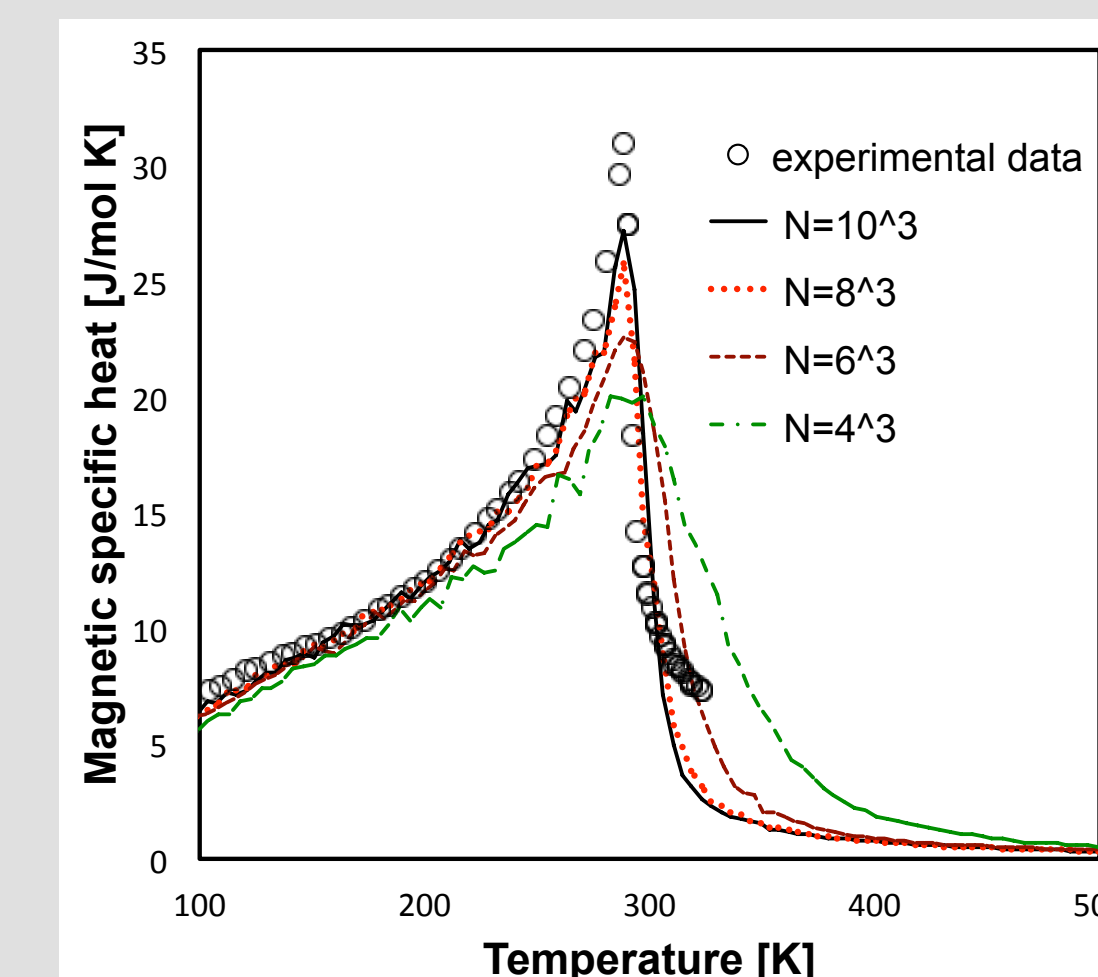 35
30
25
20
15
10
5
0
Magnetic specific heat [J/mol K]
experimental data
N=10^3
N=8^3
N=6^3
N=4^3
100 200 300 400 50
Temperature [K]